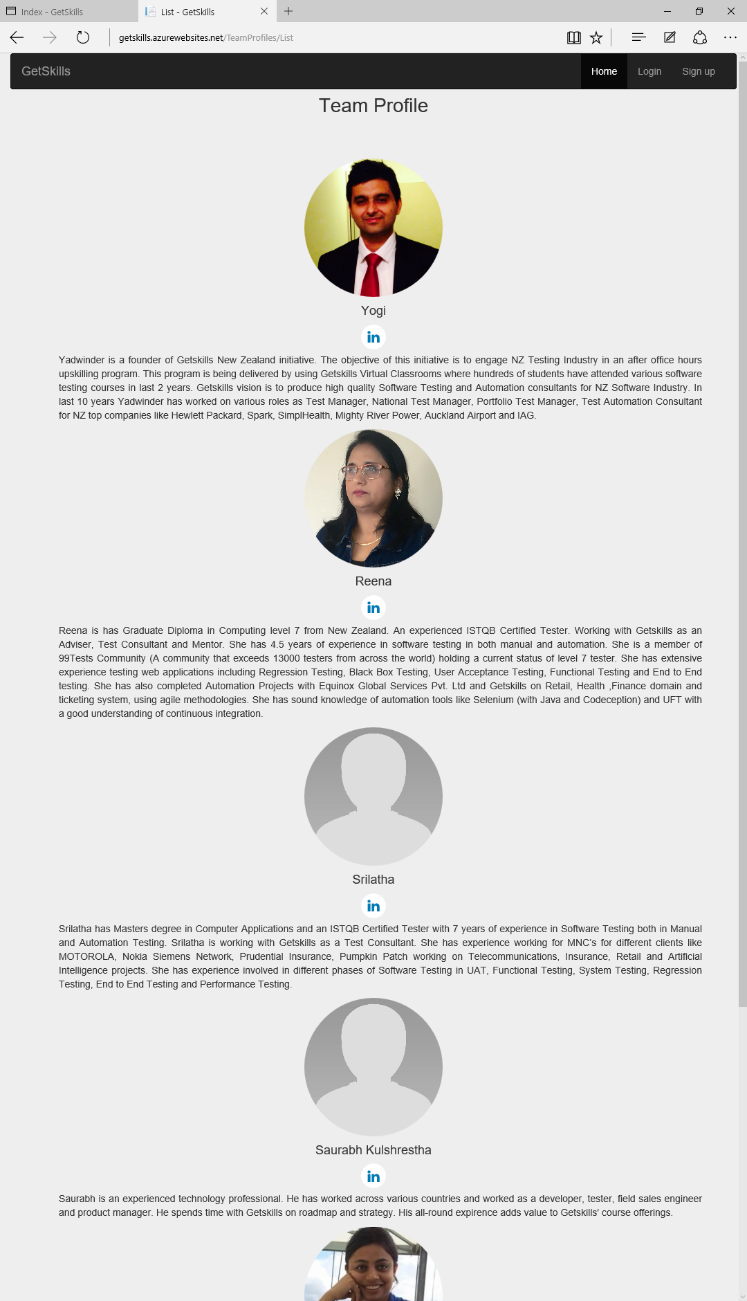 Index - GetSkills
List - GetSkills
getskills.azurewebsites.net/TeamProfiles/List
GetSkills
Home
Login
Sign up
Team Profile
Yogi
in
Yadwinder is a founder of Getskills New Zealand initiative. The objective of this initiative is to engage NZ Testing Industry in an after office hours
upskilling program. This program is being delivered by using Getskills Virtual Classrooms where hundreds of students have attended various software
testing courses in last 2 years. Getskills vision is to produce high quality Software Testing and Automation consultants for NZ Software Industry. In
last 10 years Yadwinder has worked on various roles as Test Manager, National Test Manager, Portfolio Test Manager, Test Automation Consultant
for NZ top companies like Hewlett Packard, Spark, SimplHealth, Mighty River Power, Auckland Airport and IAG.
Reena
in
Reena is has Graduate Diploma in Computing level 7 from New Zealand. An experienced ISTQB Certified Tester. Working with Getskills as an
Adviser, Test Consultant and Mentor. She has 4.5 years of experience in software testing in both manual and automation. She is a member of
99Tests Community (A community that exceeds 13000 testers from across the world) holding a current status of level 7 tester. She has extensive
experience testing web applications including Regression Testing, Black Box Testing, User Acceptance Testing, Functional Testing and End to End
testing. She has also completed Automation Projects with Equinox Global Services Pvt. Ltd and Getskills on Retail, Health ,Finance domain and
ticketing system, using agile methodologies. She has sound knowledge of automation tools like Selenium (with Java and Codeception) and UFT with
a good understanding of continuous integration.
Srilatha
in
Srilatha has Masters degree in Computer Applications and an ISTQB Certified Tester with 7 years of experience in Software Testing both in Manual
and Automation Testing. Srilatha is working with Getskills as a Test Consultant. She has experience working for MNC's for different clients like
MOTOROLA, Nokia Siemens Network, Prudential Insurance, Pumpkin Patch working on Telecommunications, Insurance, Retail and Artificial
Intelligence projects. She has experience involved in different phases of Software Testing in UAT, Functional Testing, System Testing, Regression
Testing, End to End Testing and Performance Testing.
Saurabh Kulshrestha
in
Saurabh is an experienced technology professional. He has worked across various countries and worked as a developer, tester, field sales engineer
and product manager. He spends time with Getskills on roadmap and strategy. His all-round expirence adds value to Getskills' course offerings.